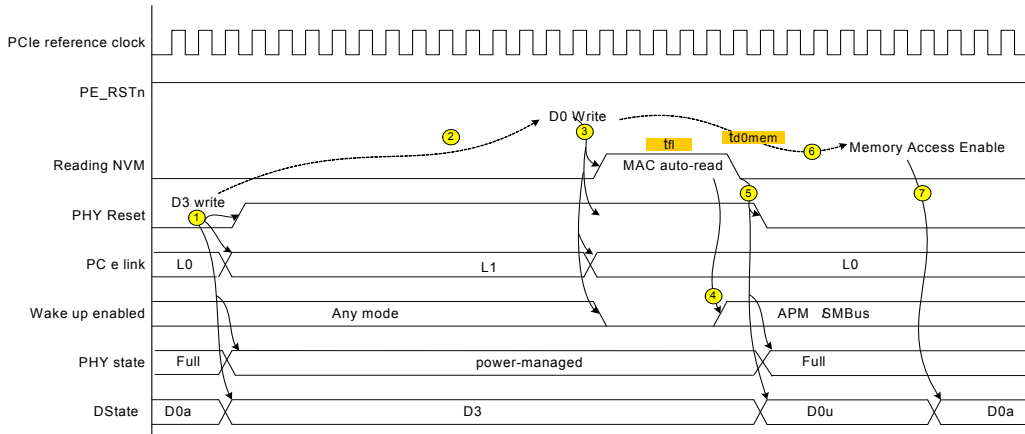 PCIe reference clock
PE_RSTn
D0 Write
2
3
tfl
td0mem
6
Memory Access Enable
Reading NVM
MAC auto-read
D3 write
5
7
PHY Reset
1
PC e link
L0
L1
L0
4
Wake up enabled
Any mode
APM /SMBus
PHY state
Full
power-managed
Full
DState
D0a
D3
D0u
D0a